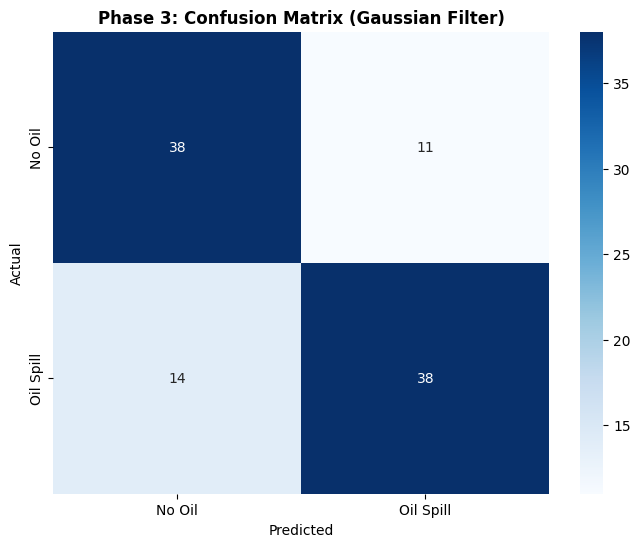 Phase 3: Confusion Matrix (Gaussian Filter)
No Oil
38
11
35
30
25
20
15
Actual
Oil Spill
14
38
No Oil
Oil Spill
Predicted